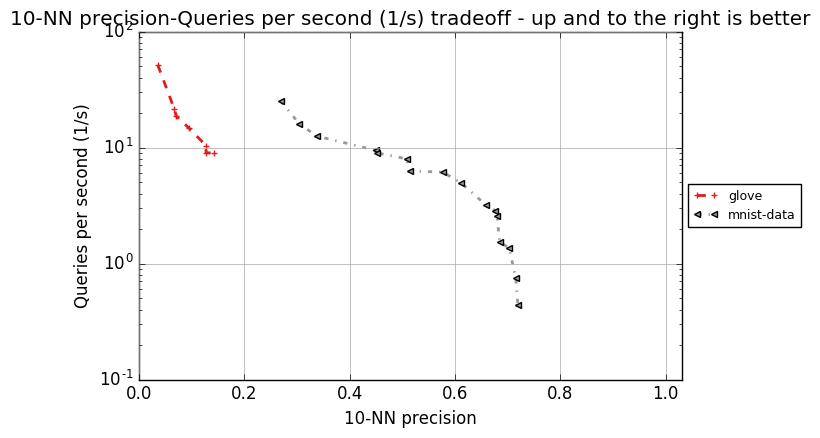 10-NN precision-Queries per second (1/s) tradeoff - up and to the right is better
10^2
10^1
10^0
10^-1
Queries per second (1/s)
0.0 0.2 0.4 0.6 0.8 1.0
10-NN precision
glove
mnist-data